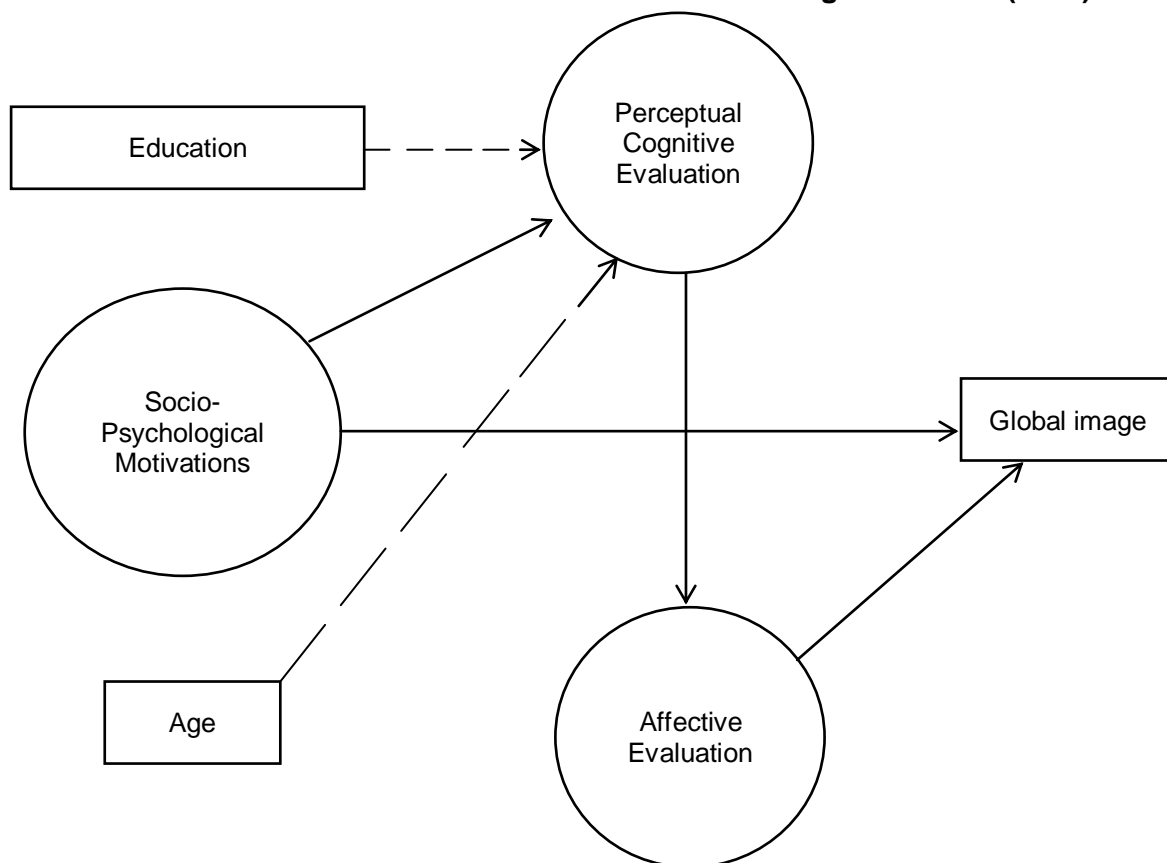 Perceptual
Cognitive
Evaluation
Education
Socio-
Psychological
Motivations
Global image
Age
Affective
Evaluation